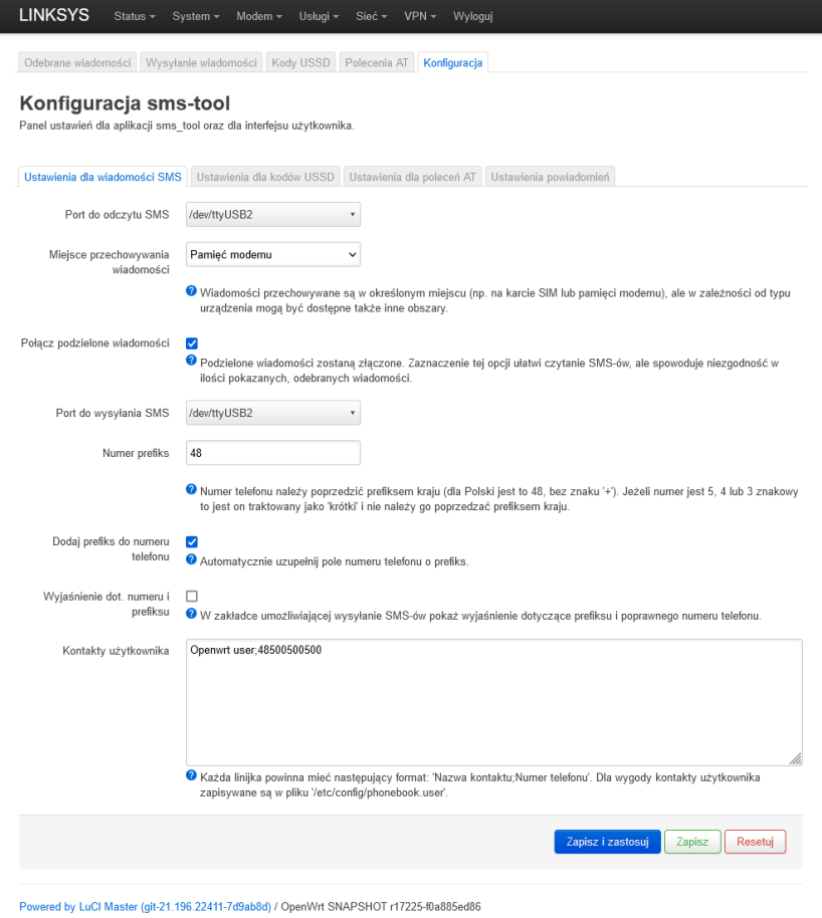 LINKSYS Status System Modem Usługi Sieć VPN Wyloguj
Odebrane wiadomości Wysyłanie wiadomości Kody USSD Polecenia AT Konfiguracja
Konfiguracja sms-tool
Panel ustawień dla aplikacji sms_tool oraz dla interfejsu użytkownika.
Ustawienia dla wiadomości SMS Ustawienia dla kodów USSD Ustawienia dla poleceń AT Ustawienia powiadomień
Port do odczytu SMS /dev/ttyUSB2
Miejsce przechowywania Pamięć modemu
wiadomości
Wiadomości przechowywane są w określonym miejscu (np. na karcie SIM lub pamięci modemu), ale w zależności od typu
urządzenia mogą być dostępne także inne obszary.
Połącz podzielone wiadomości
Podzielone wiadomości zostaną złączone. Zaznaczenie tej opcji ułatwi czytanie SMS-ów, ale spowoduje niezgodność w
ilości pokazanych, odebranych wiadomości.
Port do wysyłania SMS /dev/ttyUSB2
Numer prefiks 48
Numer telefonu należy poprzedzić prefiksem kraju (dla Polski jest to 48, bez znaku '+'). Jeżeli numer jest 5, 4 lub 3 znakowy
to jest on traktowany jako 'krótki' i nie należy go poprzedzać prefiksem kraju.
Dodaj prefiks do numeru
telefonu
Automatycznie uzupełnij pole numeru telefonu o prefiks.
Wyjaśnienie dot. numeru i
prefiksu
W zakładce umożliwiającej wysyłanie SMS-ów pokaż wyjaśnienie dotyczące prefiksu i poprawnego numeru telefonu.
Kontakty użytkownika Openwrt user;48500500500
Każda linijka powinna mieć następujący format: 'Nazwa kontaktu;Numer telefonu'. Dla wygody kontakty użytkownika
zapisywane są w pliku '/etc/config/phonebook.user'.
Zapisz i zastosuj Zapisz Resetuj
Powered by LuCI Master (git-21.196.22411-7d9ab8d) / OpenWrt SNAPSHOT r17225-f0a885ed86